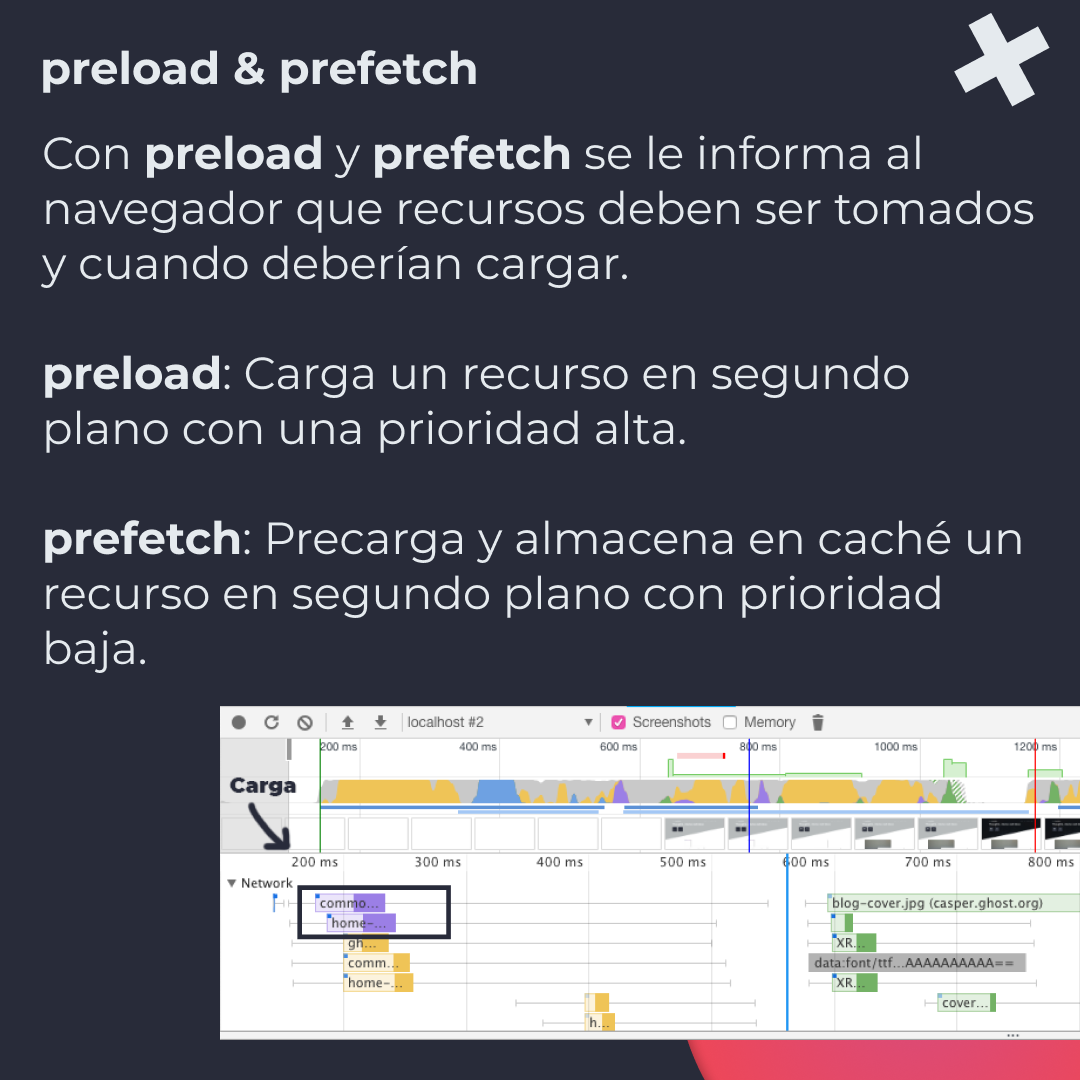 preload & prefetch
Con preload y prefetch se le informa al
navegador que recursos deben ser tomados
y cuando deberían cargar.
preload: Carga un recurso en segundo
plano con una prioridad alta.
prefetch: Precarga y almacena en caché un
recurso en segundo plano con prioridad
baja.
localhost #2 Screenshots Memory
200 ms 400 ms 600 ms 800 ms 1000 ms 1200 ms
Carga
200 ms 300 ms 400 ms 500 ms 600 ms 700 ms 800 ms
Network
commo... blog-cover.jpg (casper.ghost.org)
home-...
gh... XR...
comm... data:font/ttf...AAAAAAAAAA==
home-... XR...
cover...
h...